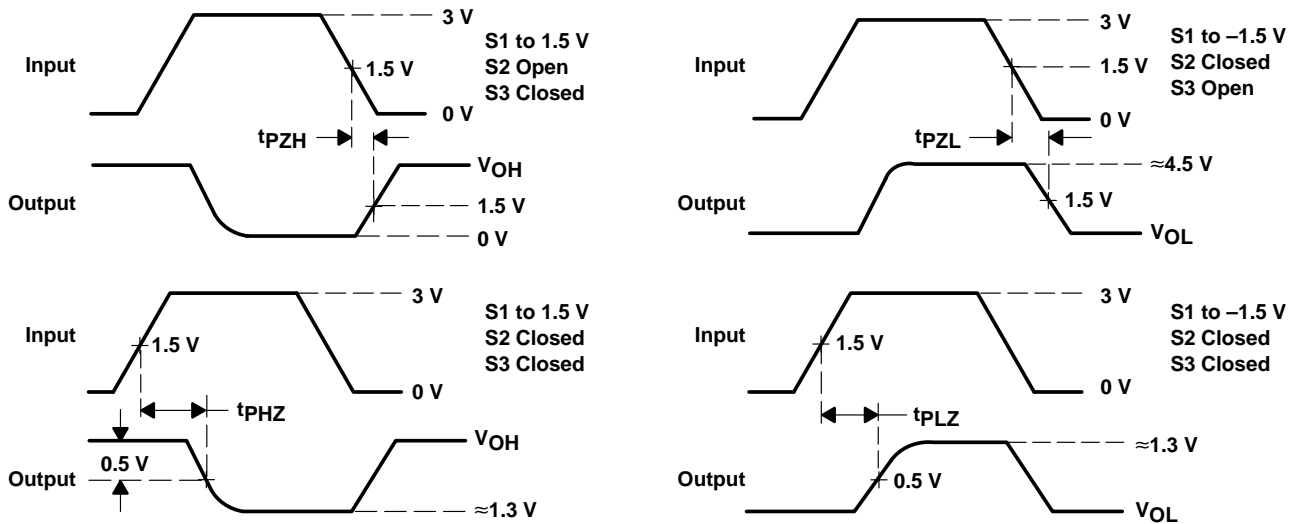 3 V
S1 to 1.5 V
S2 Open
S3 Closed
Input
1.5 V
0 V
tPZH
VOH
Output
1.5 V
0 V
3 V
S1 to –1.5 V
S2 Closed
S3 Open
Input
1.5 V
0 V
tPZL
≈4.5 V
Output
1.5 V
VOL
3 V
S1 to 1.5 V
S2 Closed
S3 Closed
Input
1.5 V
0 V
tPHZ
VOH
0.5 V
Output
≈1.3 V
3 V
S1 to –1.5 V
S2 Closed
S3 Closed
Input
1.5 V
0 V
tPLZ
≈1.3 V
Output
0.5 V
VOL